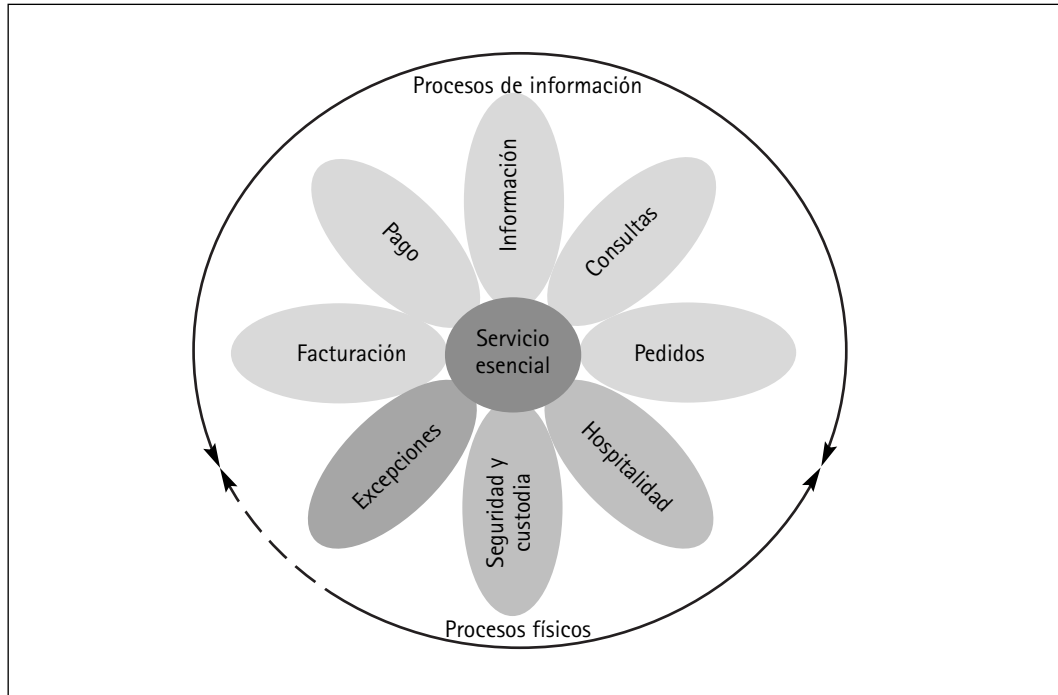 Procesos de información
Información
Consultas
Pedidos
Hospitalidad
Seguridad y
custodia
Excepciones
Facturación
Pago
Servicio
esencial
Procesos físicos